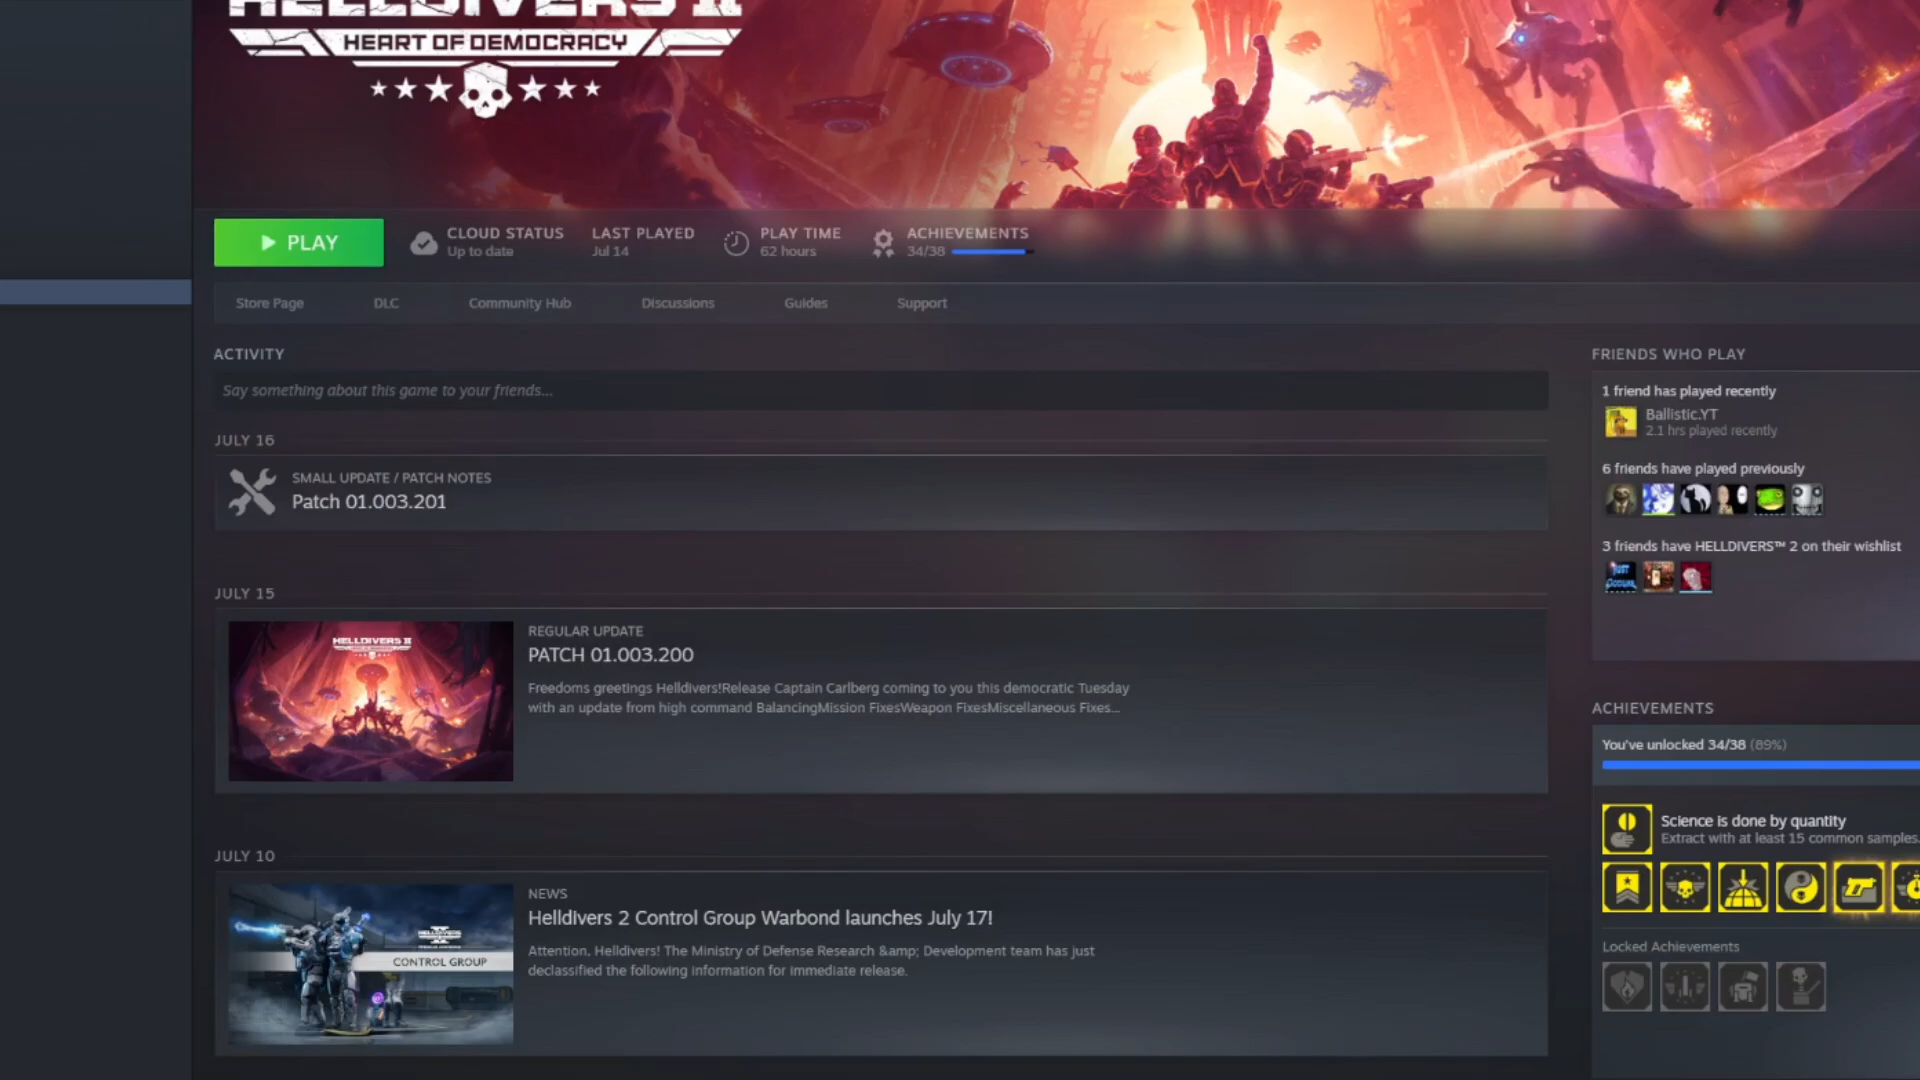 HELLDIVERS II
HEART OF DEMOCRACY
PLAY
CLOUD STATUS
Up to date
LAST PLAYED
Jul 14
PLAY TIME
62 hours
ACHIEVEMENTS
34/38
Store Page
DLC
Community Hub
Discussions
Guides
Support
ACTIVITY
Say something about this game to your friends...
JULY 16
SMALL UPDATE / PATCH NOTES
Patch 01.003.201
JULY 15
HELLDIVERS II
REGULAR UPDATE
PATCH 01.003.200
Freedoms greetings Helldivers!Release Captain Carlberg coming to you this democratic Tuesday
with an update from high command BalancingMission FixesWeapon FixesMiscellaneous Fixes...
JULY 10
CONTROL GROUP
NEWS
Helldivers 2 Control Group Warbond launches July 17!
Attention, Helldivers! The Ministry of Defense Research &amp; Development team has just
declassified the following information for immediate release.
FRIENDS WHO PLAY
1 friend has played recently
Ballistic.YT
2.1 hrs played recently
6 friends have played previously
3 friends have HELLDIVERS™ 2 on their wishlist
ACHIEVEMENTS
You've unlocked 34/38 (89%)
Science is done by quantity
Extract with at least 15 common samples.
Locked Achievements